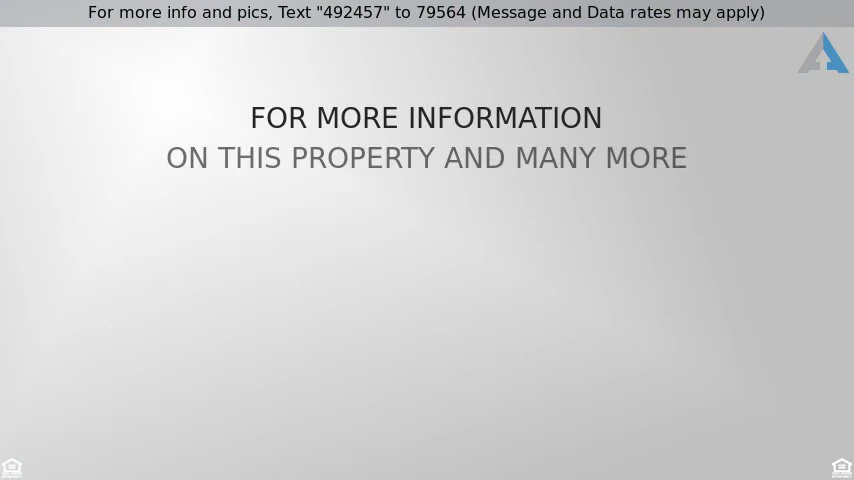 For more info and pics, Text "492457" to 79564 (Message and Data rates may apply)
FOR MORE INFORMATION
ON THIS PROPERTY AND MANY MORE